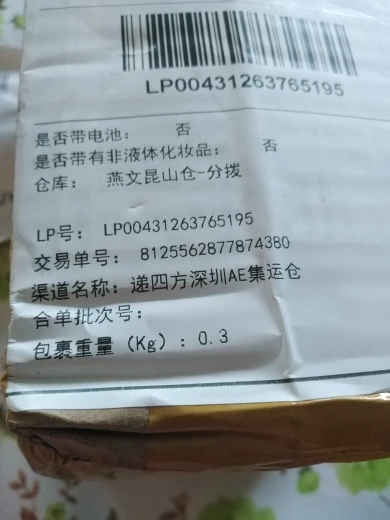 LP00431263765195
是否带电池： 否
是否带有非液体化妆品： 否
仓库： 燕文昆山仓-分拨
LP号： LP00431263765195
交易单号： 8125562877874380
渠道名称： 递四方深圳AE集运仓
合单批次号：
包裹重量（Kg）：0.3